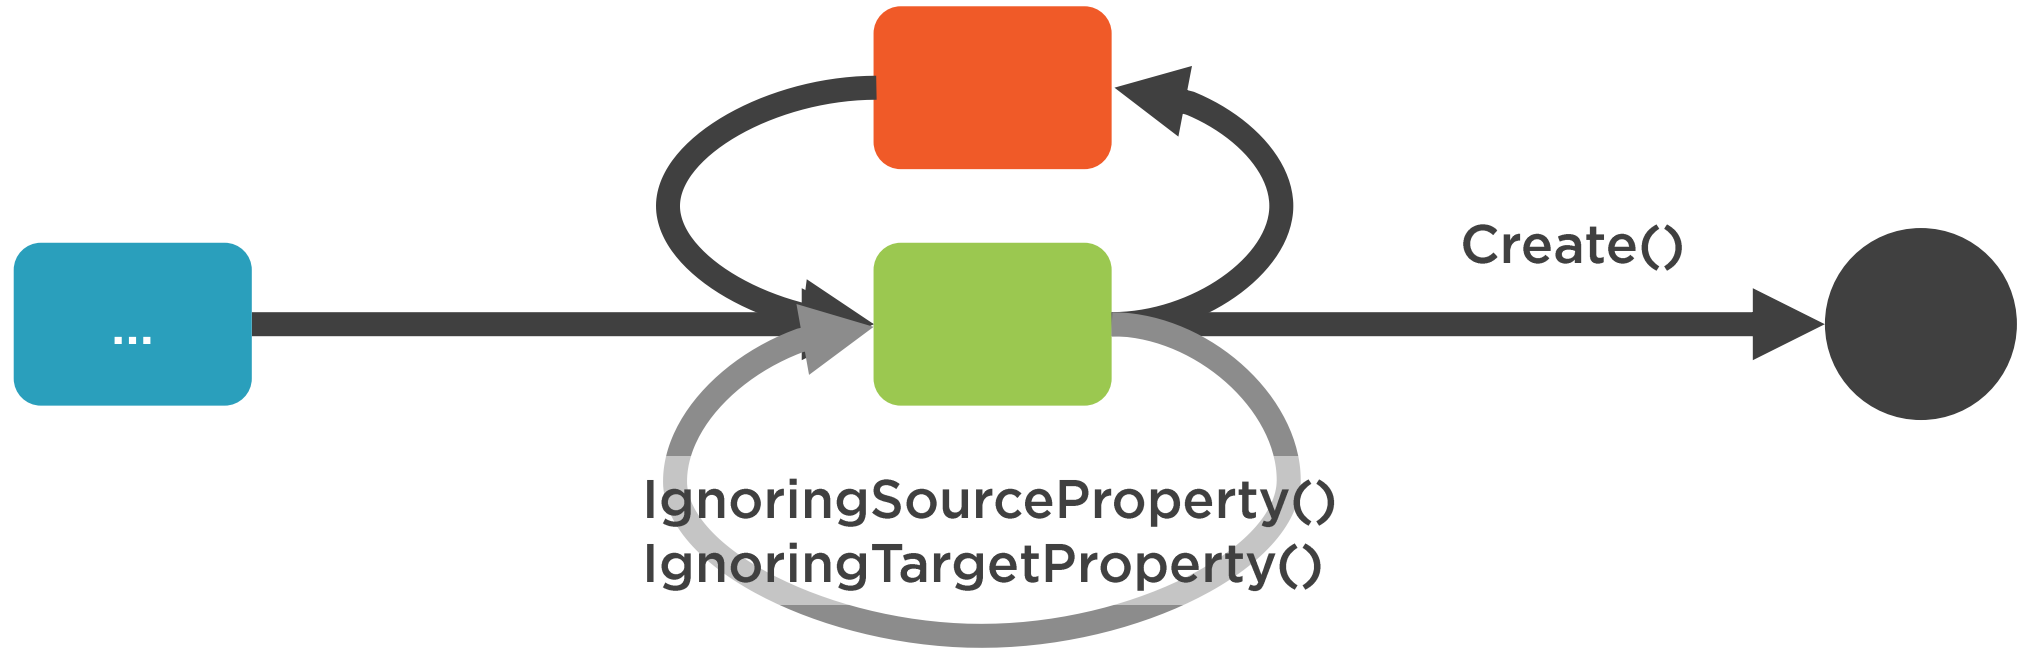 Create()
...
IgnoringSourceProperty()
IgnoringTargetProperty()